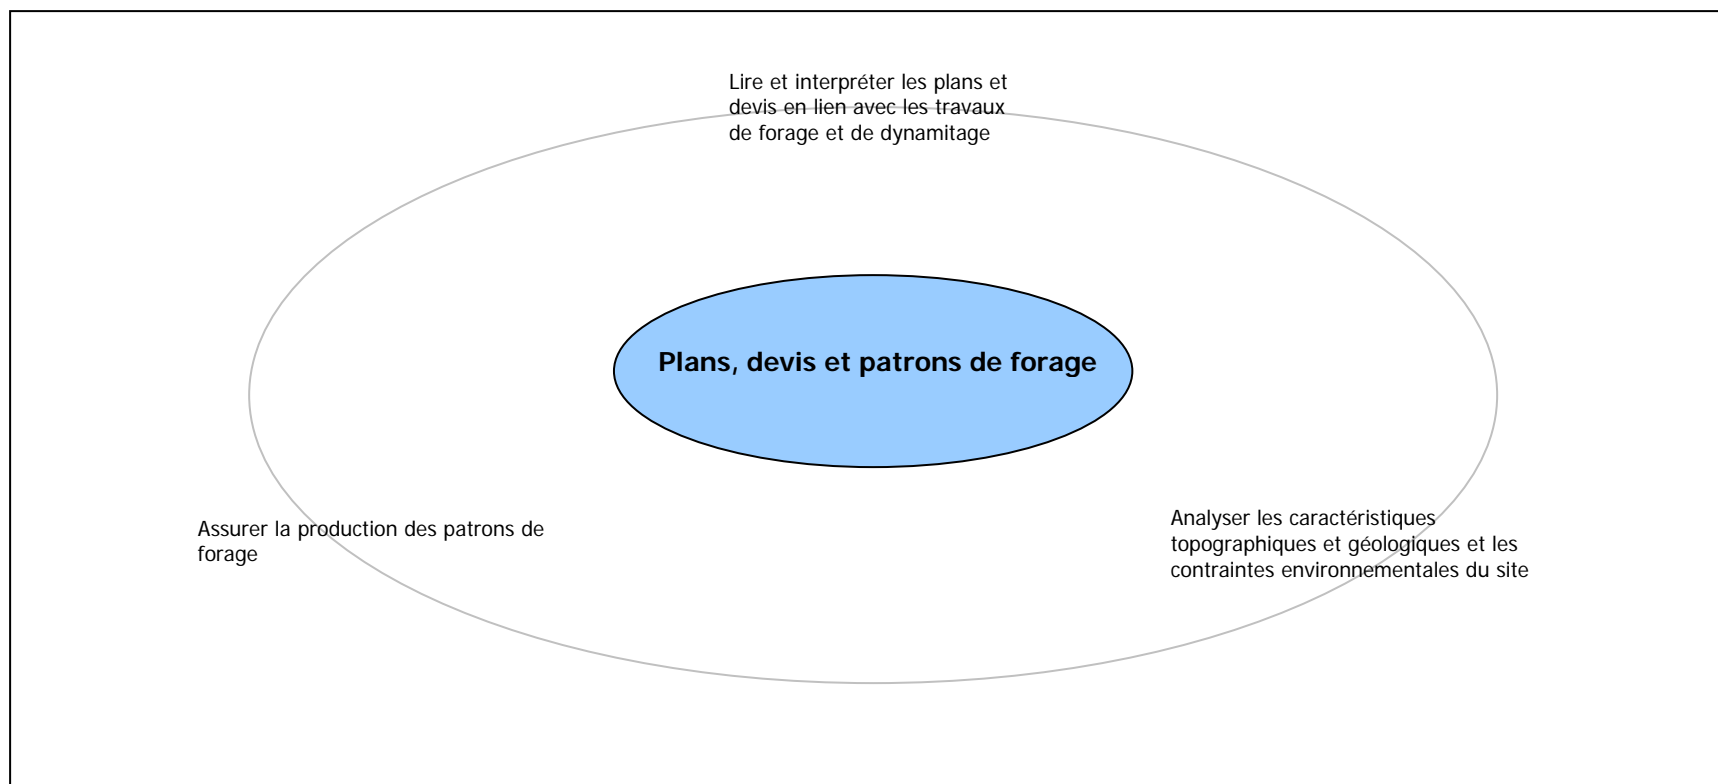 Lire et interpréter les plans et
devis en lien avec les travaux
de forage et de dynamitage
Plans, devis et patrons de forage
Assurer la production des patrons de
forage
Analyser les caractéristiques
topographiques et géologiques et les
contraintes environnementales du site